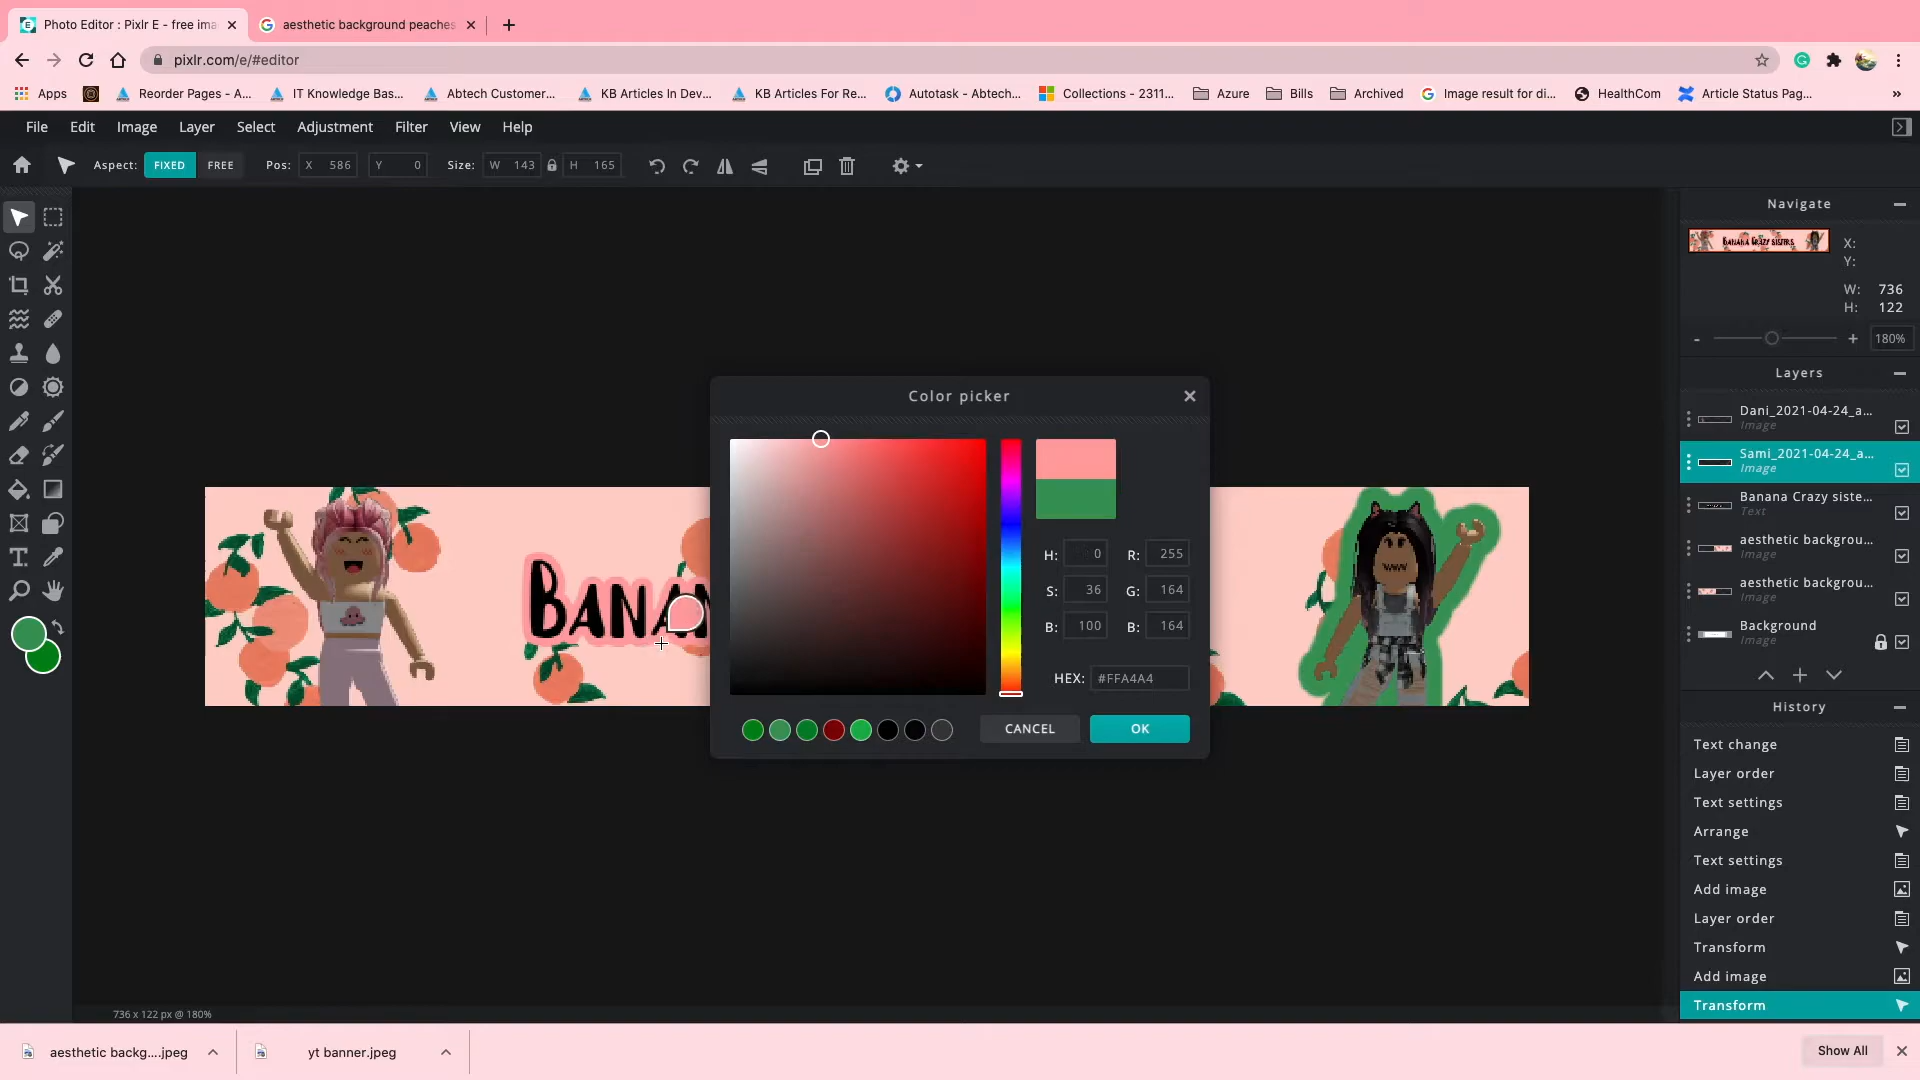 Photo Editor : Pixlr E - free ima
aesthetic background peaches
pixlr.com/e/#editor
Apps
Reorder Pages - A...
IT Knowledge Bas...
Abtech Customer...
KB Articles In Dev...
KB Articles For Re...
Autotask - Abtech...
Collections - 2311...
Azure
Bills
Archived
Image result for di...
HealthCom
Article Status Pag...
»
File
Edit
Image
Layer
Select
Adjustment
Filter
View
Help
Aspect:
FIXED
FREE
Pos:
X 586
Y 0
Size:
W 143
H 165
Navigate
BANANA CRAZY SISTERS
X:
Y:
W: 736
H: 122
- + 180%
Layers
Dani_2021-04-24_a...
Image
Sami_2021-04-24_a...
Image
Banana Crazy siste...
Text
aesthetic backgrou...
Image
aesthetic backgrou...
Image
Background
Image
History
Text change
Layer order
Text settings
Arrange
Text settings
Add image
Layer order
Transform
Add image
Transform
BANAN
Color picker
H: 0 R: 255
S: 36 G: 164
B: 100 B: 164
HEX: #FFA4A4
CANCEL
OK
736 x 122 px @ 180%
aesthetic backg....jpeg
yt banner.jpeg
Show All